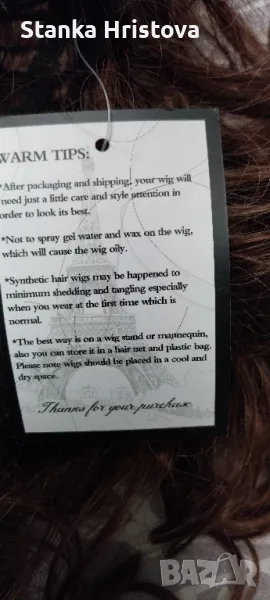 Stanka Hristova
WARM TIPS:
*After packaging and shipping, your wig will
need just a little care and style attention in
order to look its best.
*Not to spray gel water and wax on the wig,
which will cause the wig oily.
*Synthetic hair wigs may be happened to
minimum shedding and tangling especially
when you wear at the first time which is
normal.
*The best way is on a wig stand or mannequin,
also you can store it in a hair net and plastic bag.
Please note wigs should be placed in a cool and
dry space.
Thanks for your purchase.
BAZAR